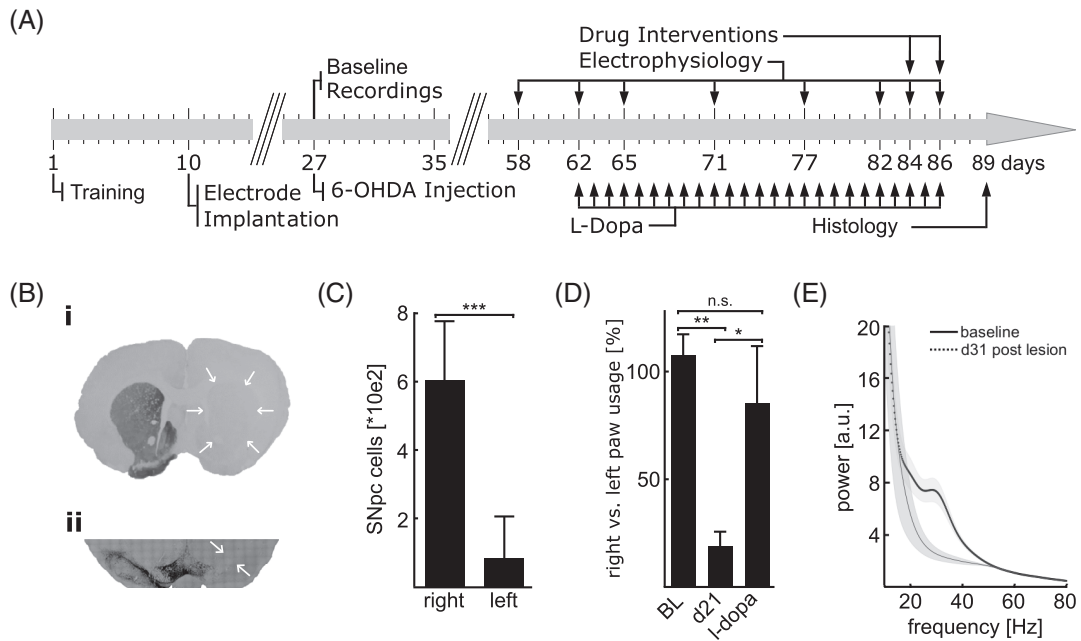 (A)
Drug Interventions
Electrophysiology
Baseline
Recordings
1 10 27 35 58 62 65 71 77 82 84 86 89 days
Training
Electrode
Implantation
6-OHDA Injection
L-Dopa
Histology
(B)
i
ii
(C)
SNpc cells [*10e2]
8
6
4
2
***
right left
(D)
right vs. left paw usage [%]
100
50
n.s.
**
*
BL d21 l-dopa
(E)
power [a.u.]
20
16
12
8
4
baseline
d31 post lesion
20 40 60 80
frequency [Hz]